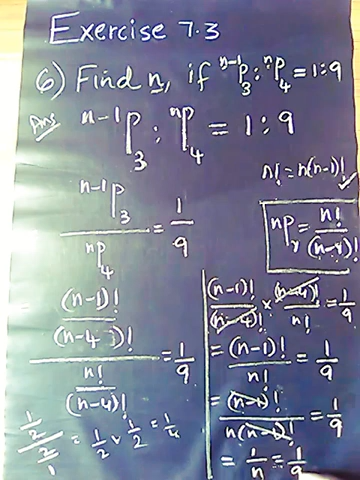 Exercise 7.3
6) Find n, if ⁿ⁻¹P₃ : ⁿP₄ = 1:9
Ans
ⁿ⁻¹P₃ : ⁿP₄ = 1:9
ⁿ⁻¹P₃ / ⁿP₄ = 1/9
(n-1)! / (n-4)! / n! / (n-4)! = 1/9
1/2 / 2/1 = 1/2 × 1/2 = 1/4
n! = n(n-1)! ✓
nPr = n! / (n-r)!
(n-1)! / (n-4)! × (n-4)! / n! = 1/9
= (n-1)! / n! = 1/9
= (n-1)! / n(n-1)! = 1/9
= 1/n = 1/9